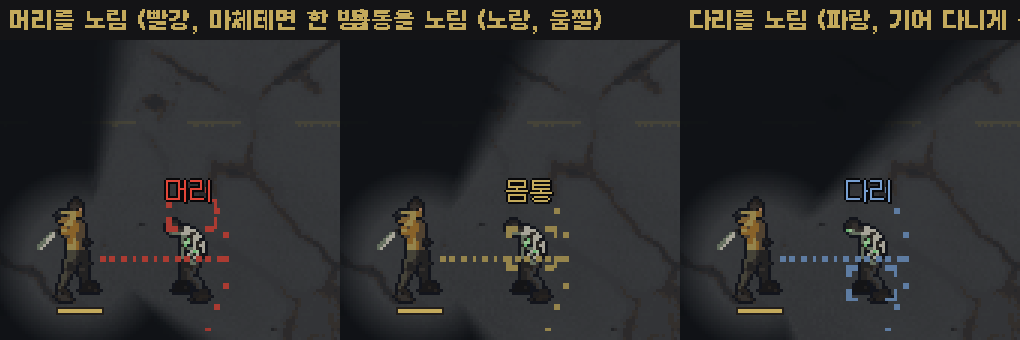 머리를 노림 (빨강, 마체테면 한
몸통을 노림 (노랑, 움찔)
다리를 노림 (파랑, 기어 다니게
머리
몸통
다리